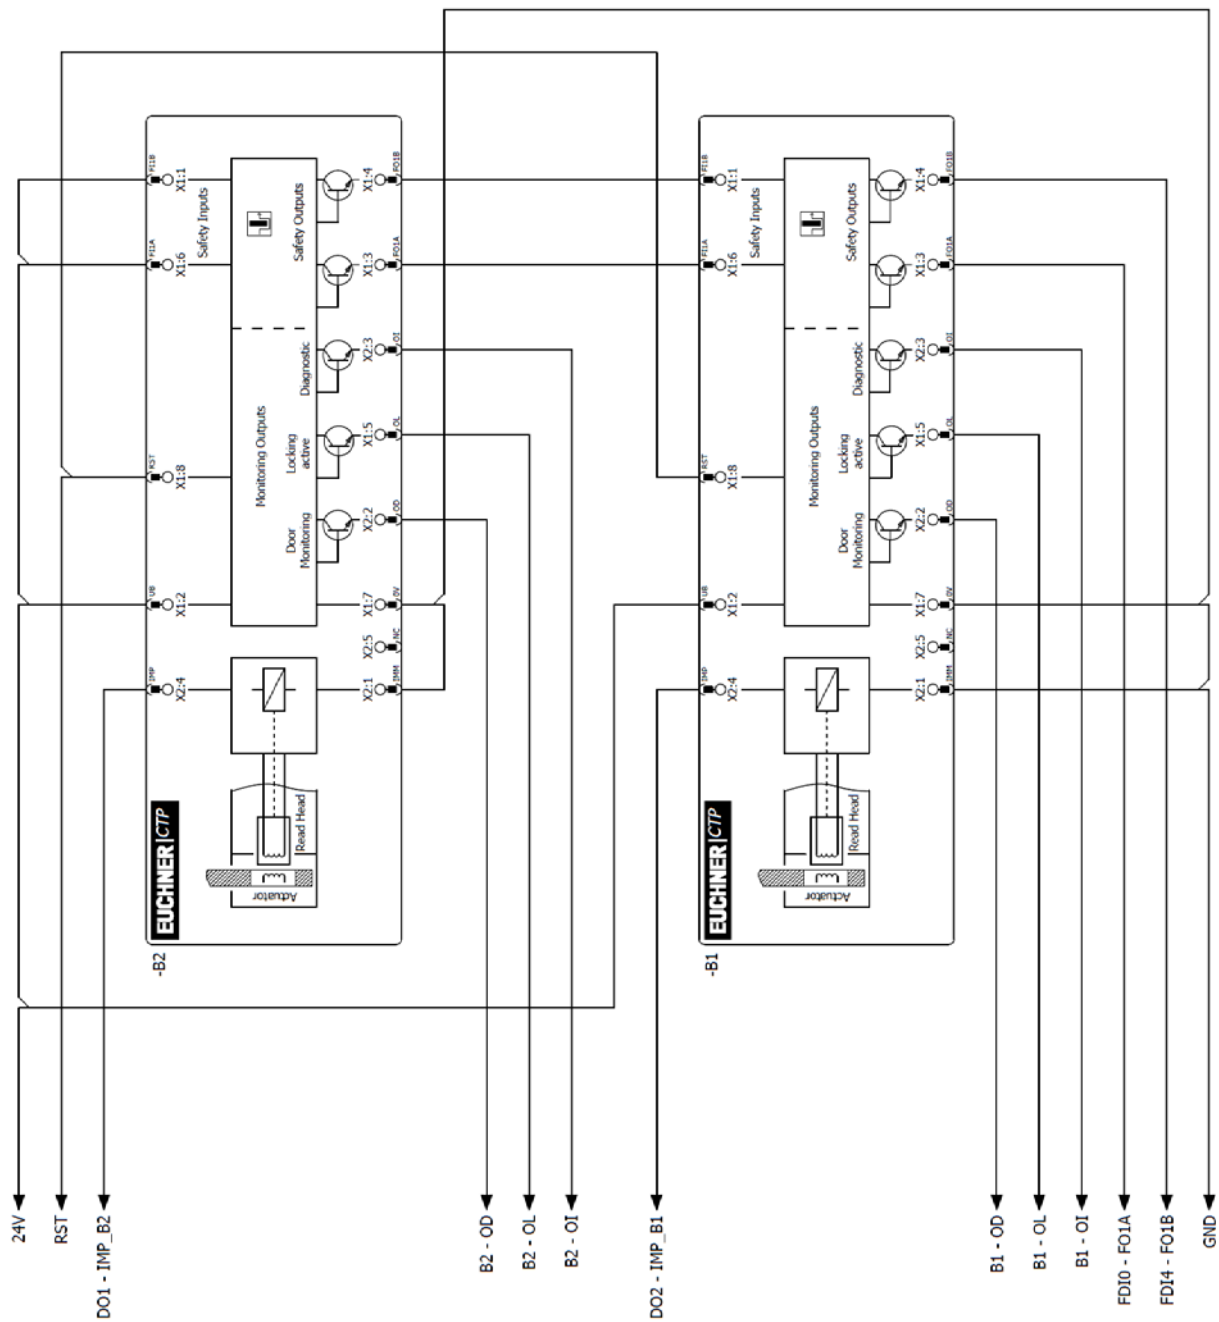 FI1B
X1:1
FI1A
X1:6
Safety Inputs
RST
X1:8
UB
X1:2
IMP
X2:4
Monitoring Outputs
Safety Outputs
Diagnostic
Locking
active
Door
Monitoring
X1:4
FO1B
X1:3
FO1A
X2:3
OI
X1:5
OL
X2:2
OD
X1:7
0V
X2:5
NC
X2:1
IMM
EUCHNER|CTP
Read Head
Actuator
-B2
FI1B
X1:1
FI1A
X1:6
Safety Inputs
RST
X1:8
UB
X1:2
IMP
X2:4
Monitoring Outputs
Safety Outputs
Diagnostic
Locking
active
Door
Monitoring
X1:4
FO1B
X1:3
FO1A
X2:3
OI
X1:5
OL
X2:2
OD
X1:7
0V
X2:5
NC
X2:1
IMM
EUCHNER|CTP
Read Head
Actuator
-B1
24V
RST
DO1 - IMP_B2
B2 - OD
B2 - OL
B2 - OI
DO2 - IMP_B1
B1 - OD
B1 - OL
B1 - OI
FDI0 - FO1A
FDI4 - FO1B
GND